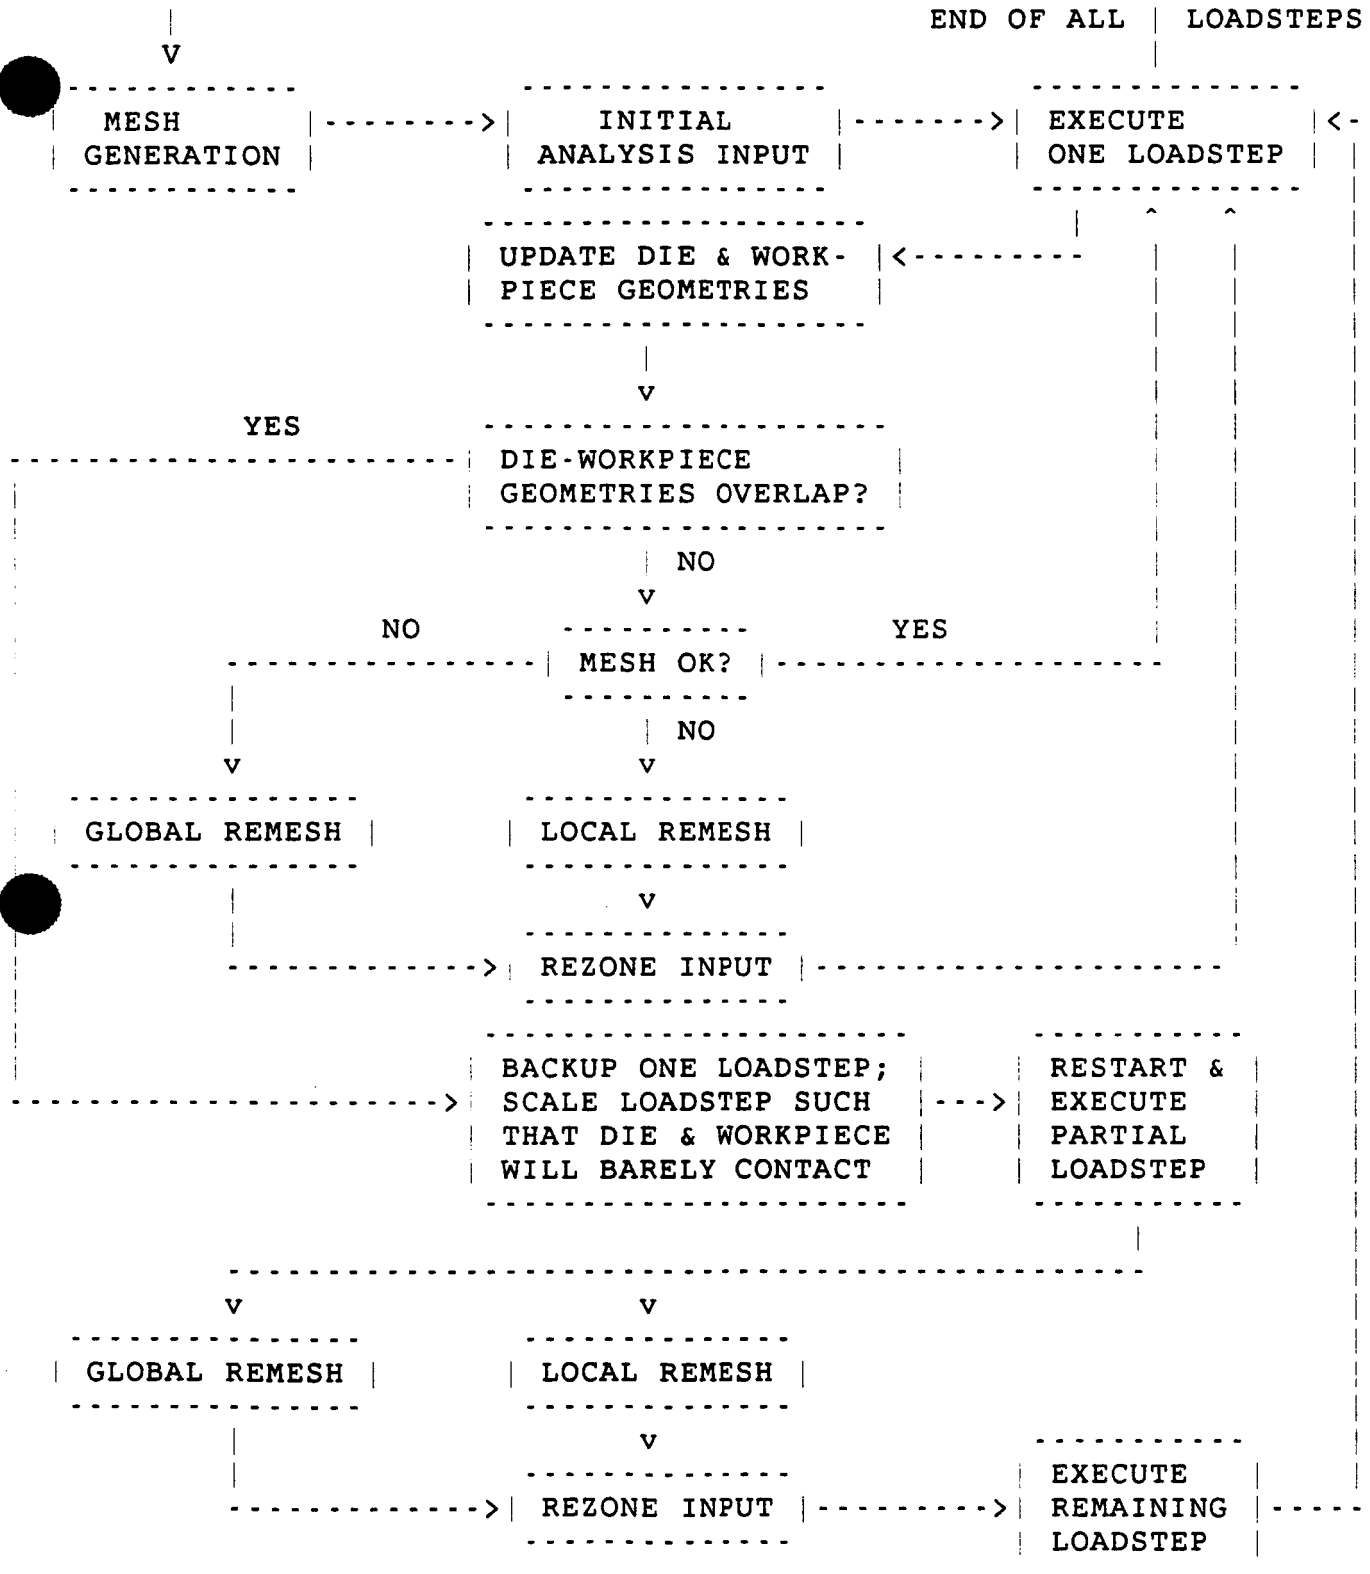 END OF ALL | LOADSTEPS
V
MESH
GENERATION
INITIAL
ANALYSIS INPUT
EXECUTE
ONE LOADSTEP
UPDATE DIE & WORK-
PIECE GEOMETRIES
V
YES
DIE-WORKPIECE
GEOMETRIES OVERLAP?
NO
V
NO
YES
MESH OK?
NO
V
V
GLOBAL REMESH
LOCAL REMESH
V
REZONE INPUT
BACKUP ONE LOADSTEP;
SCALE LOADSTEP SUCH
THAT DIE & WORKPIECE
WILL BARELY CONTACT
RESTART &
EXECUTE
PARTIAL
LOADSTEP
V
V
GLOBAL REMESH
LOCAL REMESH
V
REZONE INPUT
EXECUTE
REMAINING
LOADSTEP